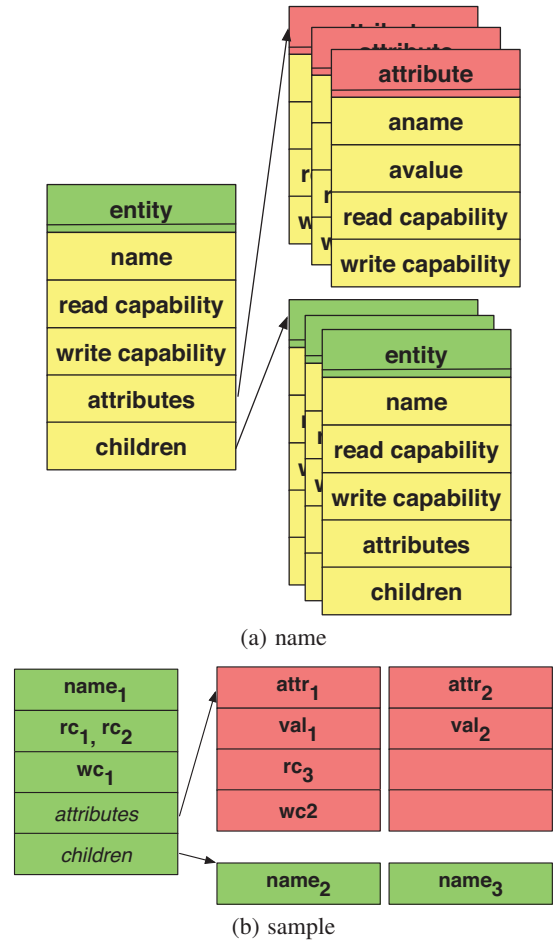 attribute
attribute
entity
aname
avalue
name
read capability
read capability
write capability
write capability
attributes
entity
children
name
read capability
write capability
attributes
children
(a) name
name₁
attr₁
attr₂
rc₁, rc₂
val₁
val₂
wc₁
rc₃
attributes
wc2
children
name₂
name₃
(b) sample